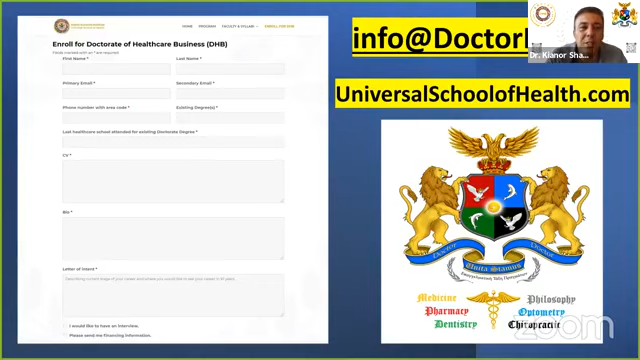 HOME PROGRAM FACULTY & SYLLABI ENROLL FOR DHB
Enroll for Doctorate of Healthcare Business (DHB)
Fields marked with an * are required
First Name *
Last Name *
Primary Email *
Secondary Email *
Phone number with area code *
Existing Degree(s) *
Last healthcare school attended for existing Doctorate Degree *
CV *
Bio *
Letter of Intent *
I would like to have an interview.
Please send me financing information.
info@Doctor
Dr. Kianor Sha...
UniversalSchoolofHealth.com
Doctor
Doctor
Unita Stamus
Medicine
Pharmacy
Dentistry
Philosophy
Optometry
Chiropractic
zoom